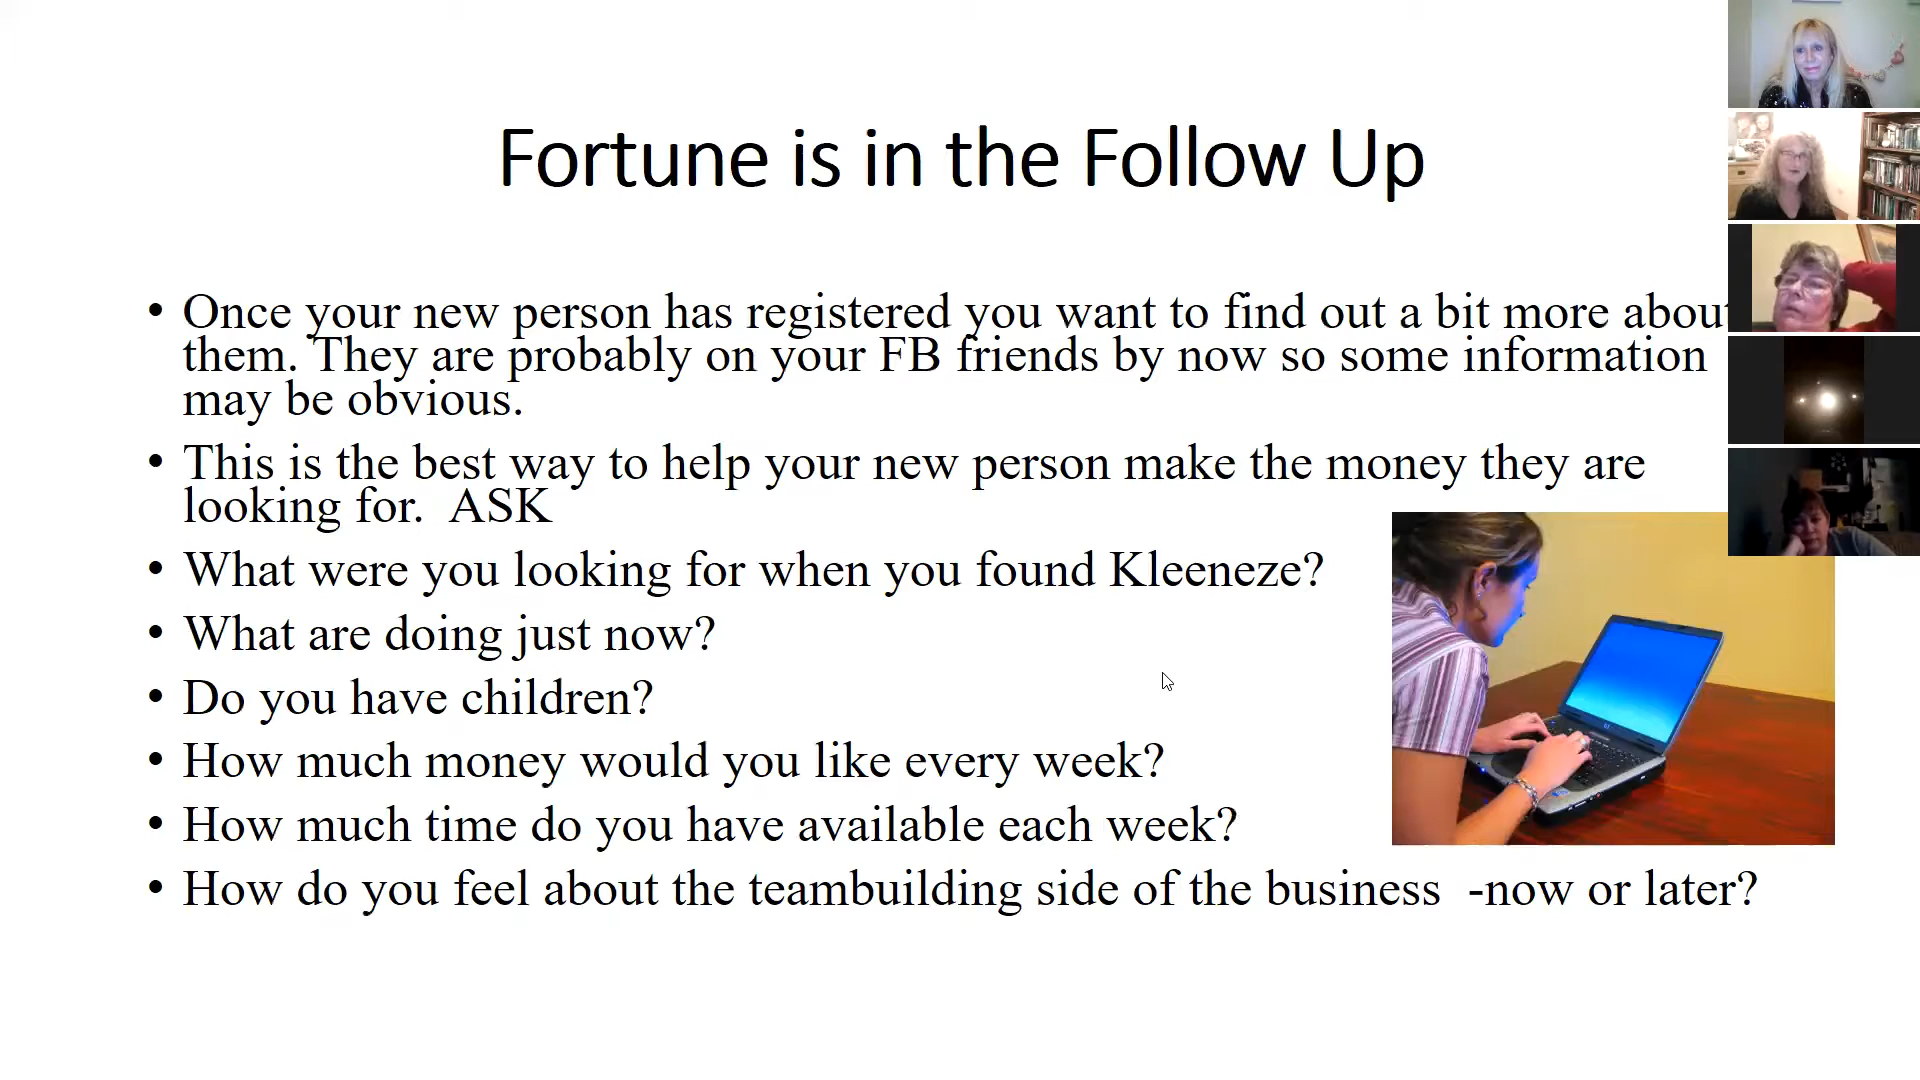 Fortune is in the Follow Up
• Once your new person has registered you want to find out a bit more about
them. They are probably on your FB friends by now so some information
may be obvious.
• This is the best way to help your new person make the money they are
looking for.  ASK
• What were you looking for when you found Kleeneze?
• What are doing just now?
• Do you have children?
• How much money would you like every week?
• How much time do you have available each week?
• How do you feel about the teambuilding side of the business  -now or later?